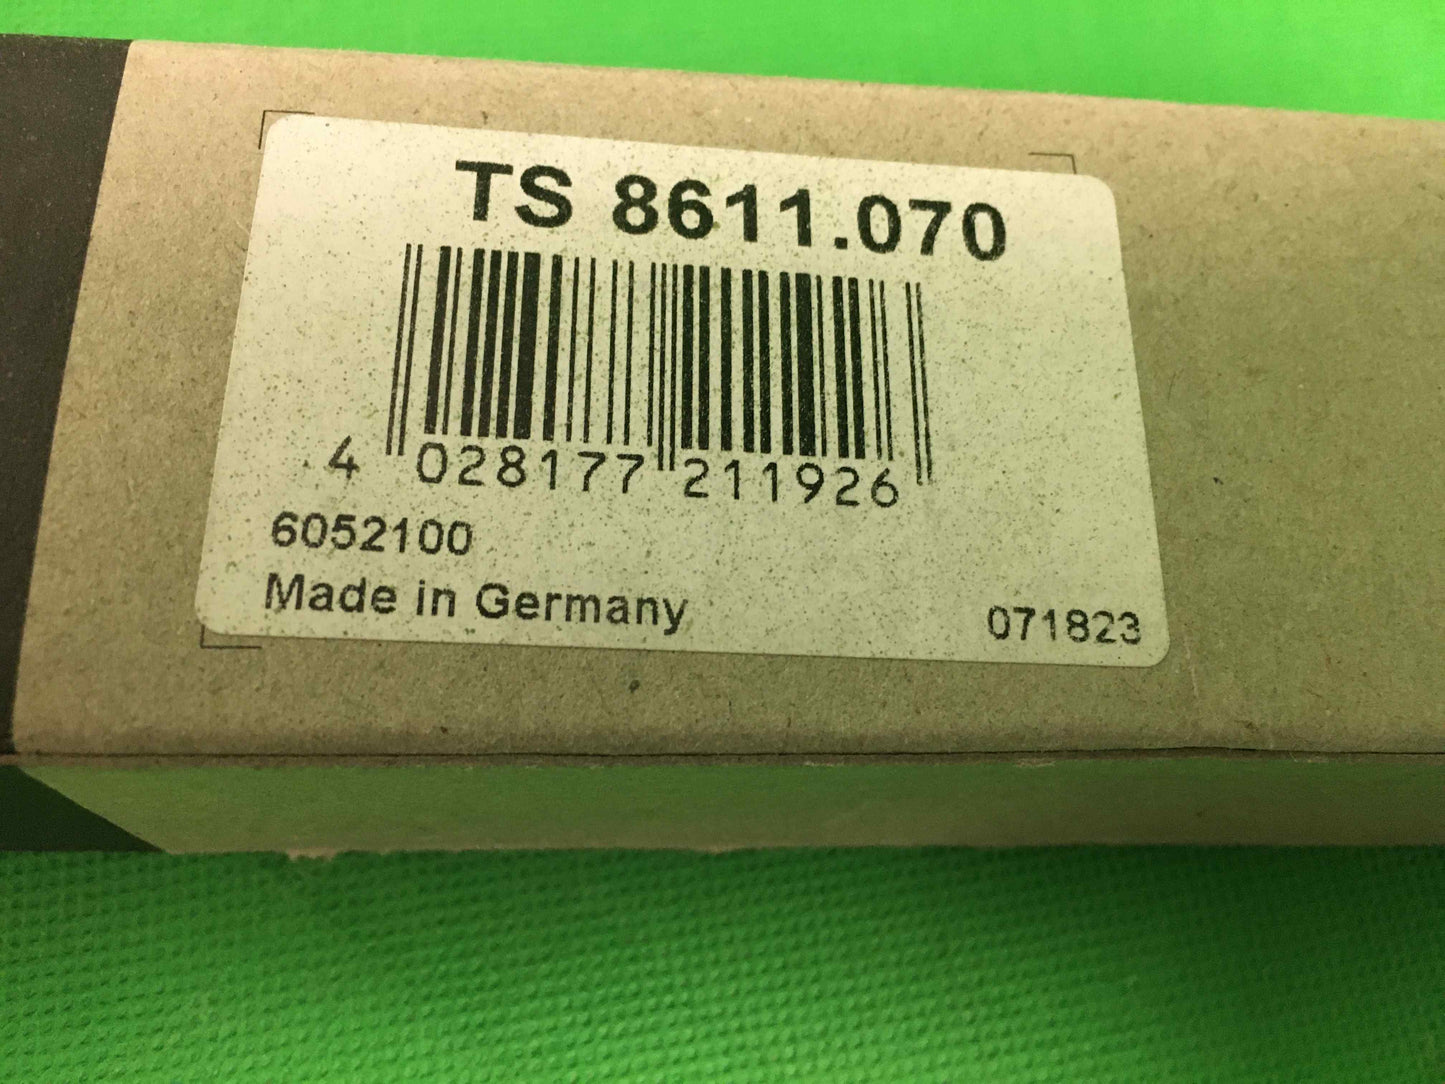 TS 8611.070
4 028177 211926
6052100
Made in Germany 071823